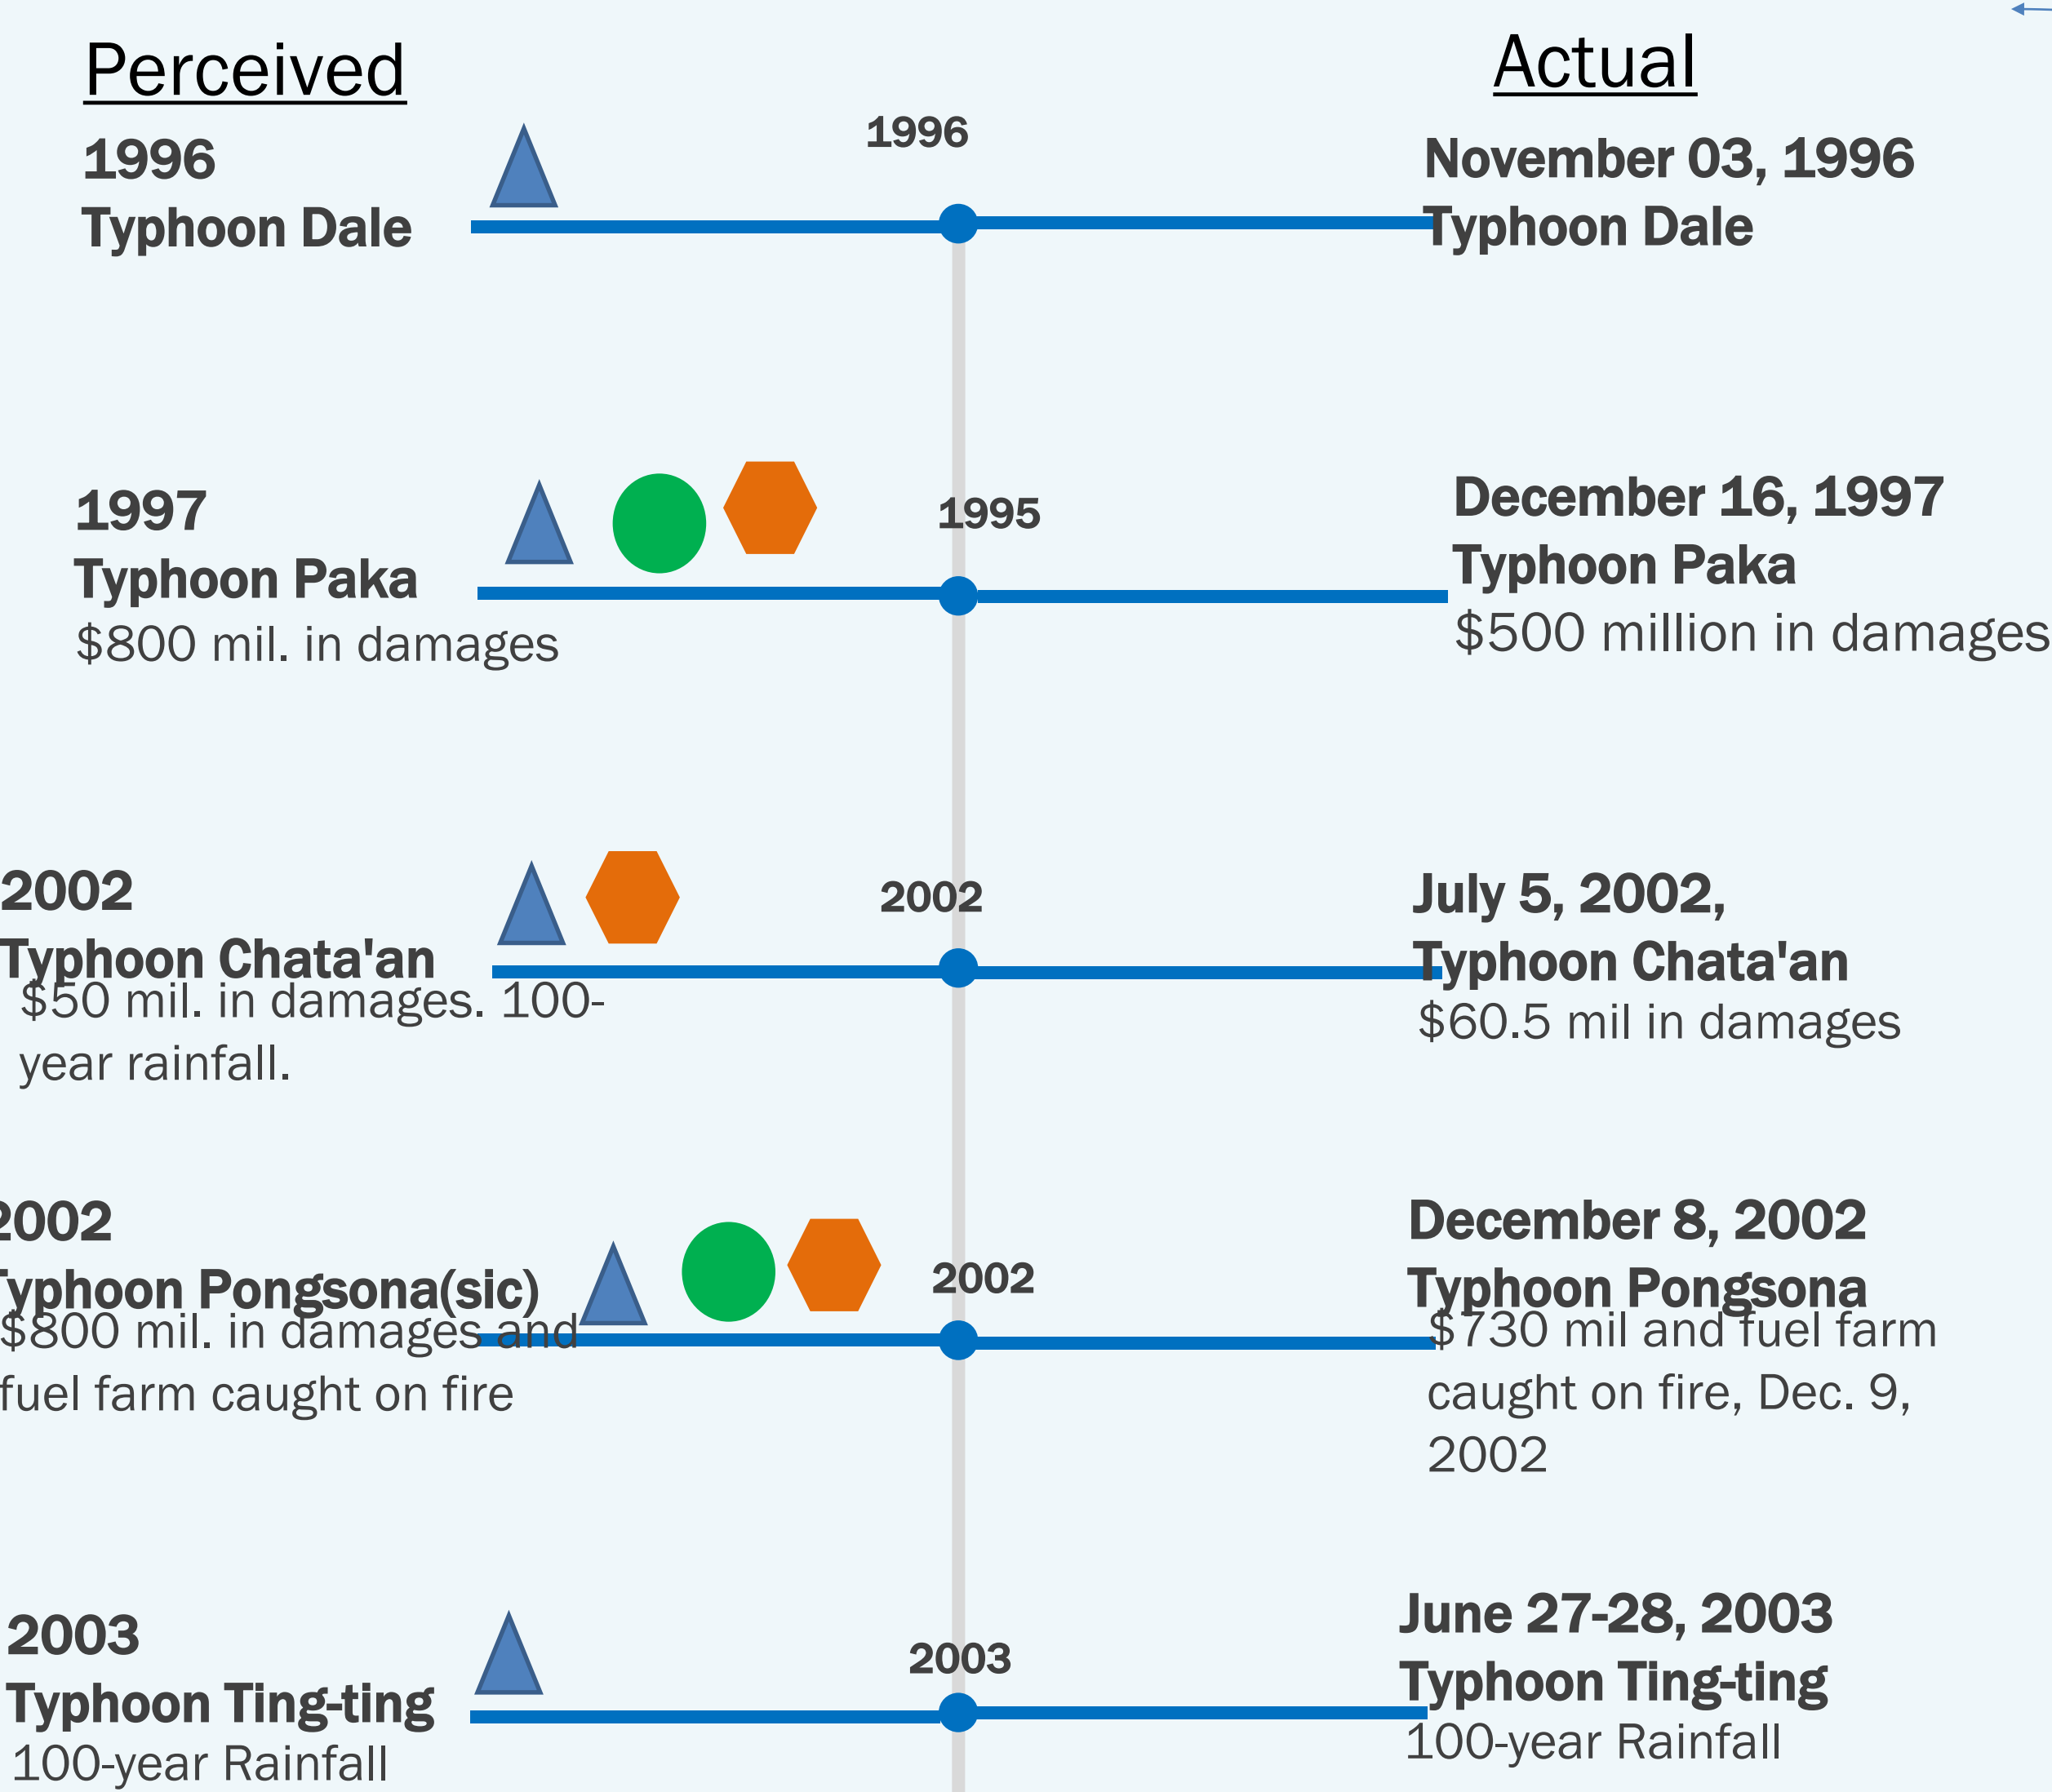 Perceived
Actual
1996
Typhoon Dale
1996
November 03, 1996
Typhoon Dale
1997
Typhoon Paka
$800 mil. in damages
1995
December 16, 1997
Typhoon Paka
$500 million in damages
2002
Typhoon Chata'an
$50 mil. in damages. 100-
year rainfall.
2002
July 5, 2002,
Typhoon Chata'an
$60.5 mil in damages
2002
Typhoon Pongsona(sic)
$800 mil. in damages and
fuel farm caught on fire
2002
December 8, 2002
Typhoon Pongsona
$730 mil and fuel farm
caught on fire, Dec. 9,
2002
2003
Typhoon Ting-ting
100-year Rainfall
2003
June 27-28, 2003
Typhoon Ting-ting
100-year Rainfall